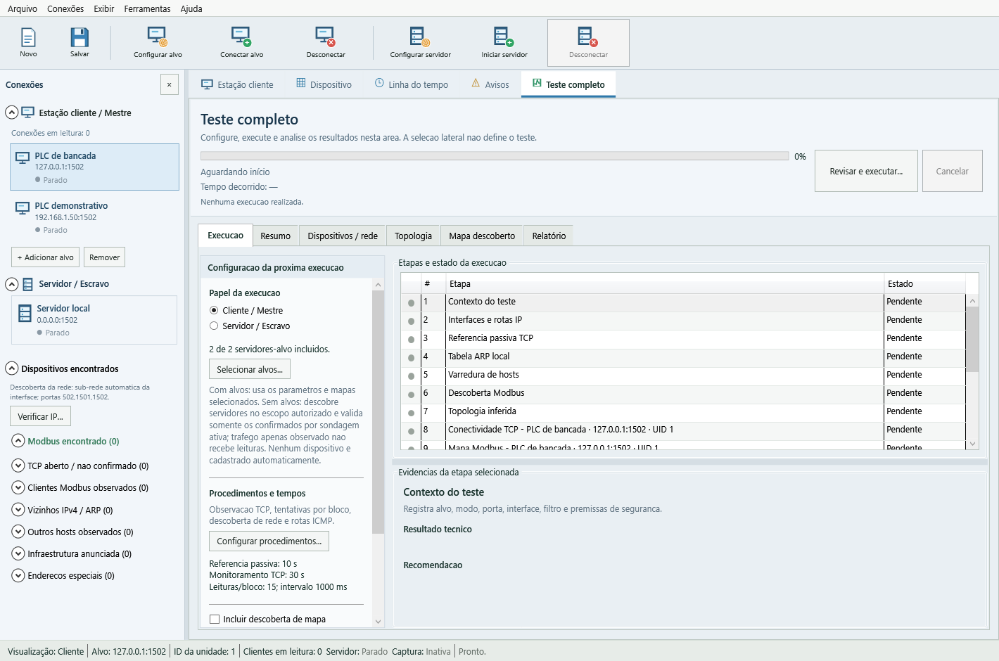 Arquivo Conexões Exibir Ferramentas Ajuda
Novo Salvar Configurar alvo Conectar alvo Desconectar Configurar servidor Iniciar servidor Desconectar
Conexões
×
Estação cliente / Mestre
Conexões em leitura: 0
PLC de bancada
127.0.0.1:1502
Parado
PLC demonstrativo
192.168.1.50:1502
Parado
+ Adicionar alvo Remover
Servidor / Escravo
Servidor local
0.0.0.0:1502
Parado
Dispositivos encontrados
Descoberta da rede: sub-rede automatica da
interface; portas 502,1501,1502.
Verificar IP...
Modbus encontrado (0)
TCP aberto / nao confirmado (0)
Clientes Modbus observados (0)
Vizinhos IPv4 / ARP (0)
Outros hosts observados (0)
Infraestrutura anunciada (0)
Enderecos especiais (0)
Estação cliente Dispositivo Linha do tempo Avisos Teste completo
Teste completo
Configure, execute e analise os resultados nesta area. A selecao lateral nao define o teste.
0%
Aguardando início
Tempo decorrido: —
Nenhuma execucao realizada.
Revisar e executar... Cancelar
Execucao Resumo Dispositivos / rede Topologia Mapa descoberto Relatório
Configuracao da proxima execucao
Papel da execucao
Cliente / Mestre
Servidor / Escravo
2 de 2 servidores-alvo incluidos.
Selecionar alvos...
Com alvos: usa os parametros e mapas
selecionados. Sem alvos: descobre
servidores no escopo autorizado e valida
somente os confirmados por sondagem
ativa; trafego apenas observado nao
recebe leituras. Nenhum dispositivo e
cadastrado automaticamente.
Procedimentos e tempos
Observacao TCP, tentativas por bloco,
descoberta de rede e rotas ICMP.
Configurar procedimentos...
Referencia passiva: 10 s
Monitoramento TCP: 30 s
Leituras/bloco: 15; intervalo 1000 ms
Incluir descoberta de mapa
Etapas e estado da execucao
# Etapa Estado
1 Contexto do teste Pendente
2 Interfaces e rotas IP Pendente
3 Referencia passiva TCP Pendente
4 Tabela ARP local Pendente
5 Varredura de hosts Pendente
6 Descoberta Modbus Pendente
7 Topologia inferida Pendente
8 Conectividade TCP - PLC de bancada · 127.0.0.1:1502 · UID 1 Pendente
9 Mapa Modbus - PLC de bancada · 127.0.0.1:1502 · UID 1 Pendente
Evidencias da etapa selecionada
Contexto do teste
Registra alvo, modo, porta, interface, filtro e premissas de seguranca.
Resultado tecnico
Recomendacao
Visualização: Cliente Alvo: 127.0.0.1:1502 ID da unidade: 1 Clientes em leitura: 0 Servidor: Parado Captura: Inativa Pronto.